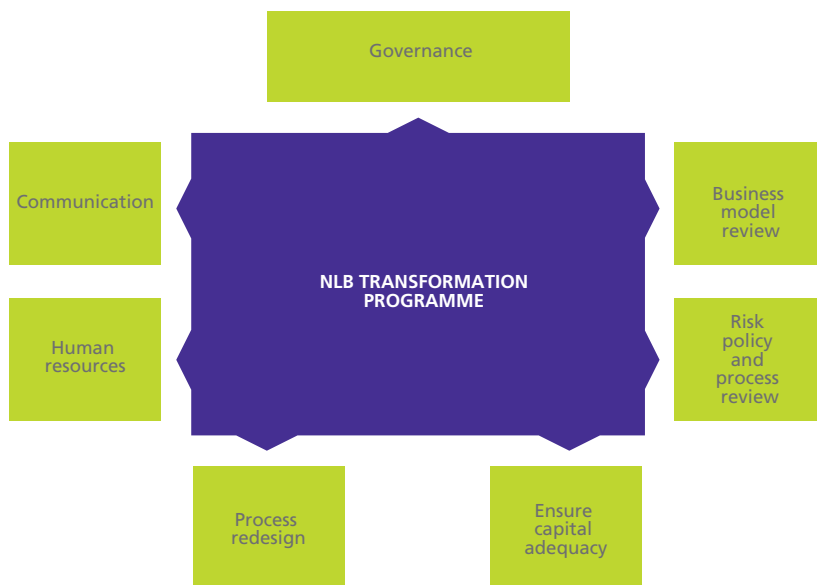 Governance
Communication
Business
model
review
NLB TRANSFORMATION
PROGRAMME
Human
resources
Risk
policy
and
process
review
Process
redesign
Ensure
capital
adequacy